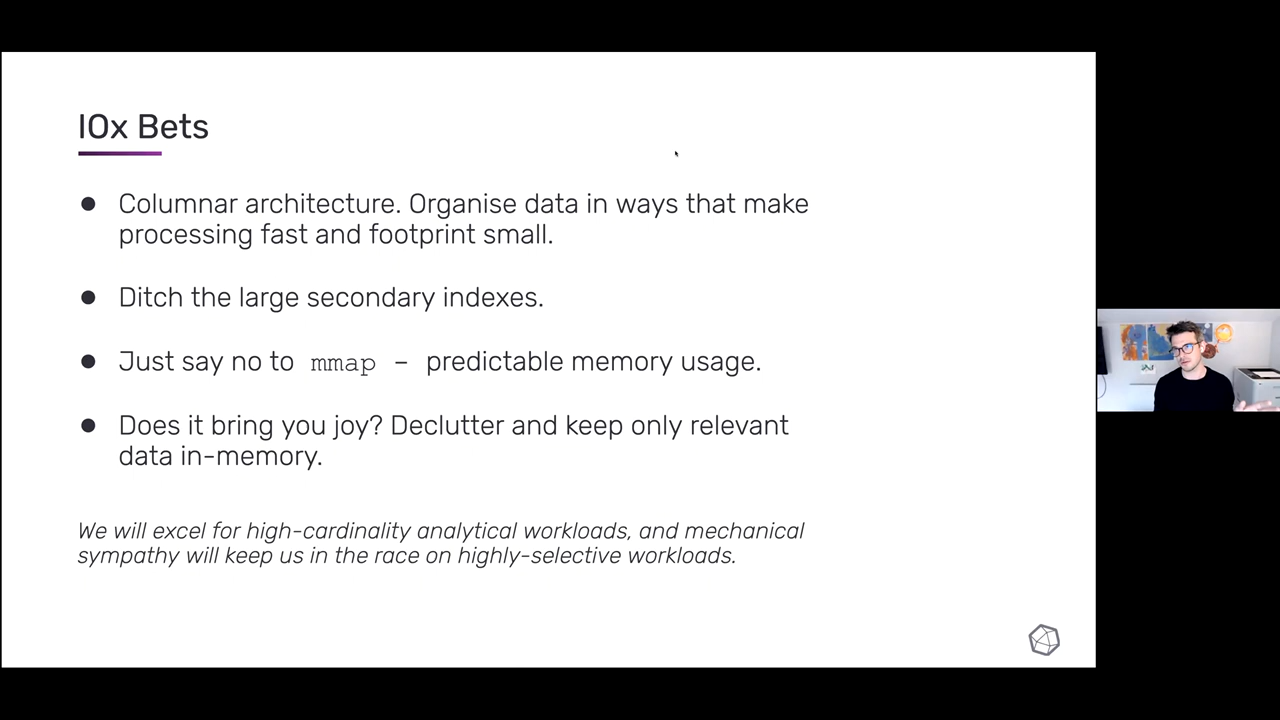 IOx Bets
● Columnar architecture. Organise data in ways that make
processing fast and footprint small.
● Ditch the large secondary indexes.
● Just say no to mmap – predictable memory usage.
● Does it bring you joy? Declutter and keep only relevant
data in-memory.
We will excel for high-cardinality analytical workloads, and mechanical
sympathy will keep us in the race on highly-selective workloads.